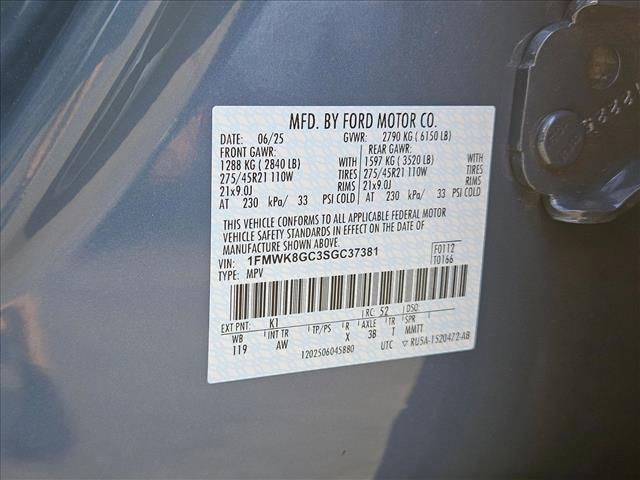 MFD. BY FORD MOTOR CO.
DATE: 06/25 GVWR: 2790 KG ( 6150 LB)
FRONT GAWR: REAR GAWR:
1288 KG ( 2840 LB) WITH 1597 KG ( 3520 LB) WITH
275/45R21 110W TIRES 275/45R21 110W TIRES
21x9.0J RIMS 21x9.0J RIMS
AT 230 kPa/ 33 PSI COLD AT 230 kPa/ 33 PSI COLD
THIS VEHICLE CONFORMS TO ALL APPLICABLE FEDERAL MOTOR
VEHICLE SAFETY STANDARDS IN EFFECT ON THE DATE OF
MANUFACTURE SHOWN ABOVE.
VIN: 1FMWK8GC3SGC37381 F0112
TYPE: MPV T0166
EXT PNT: K1 RC: 52 DSO:
WB INT TR TP/PS R AXLE TR SPR
119 AW X 3B T MMTT
1202506045880 UTC ▽ RU5A-1520472-AB